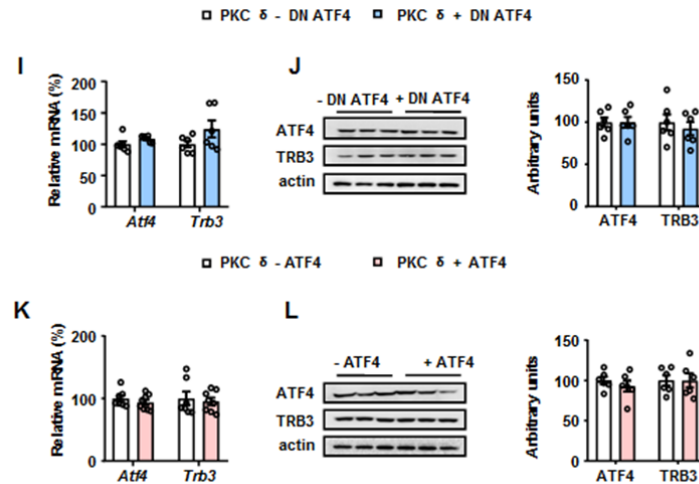 PKC δ - DN ATF4 PKC δ + DN ATF4
I
Relative mRNA (%)
200
150
100
50
0
Atf4 Trb3
J
- DN ATF4 + DN ATF4
ATF4
TRB3
actin
Arbitrary units
150
100
50
0
ATF4 TRB3
PKC δ - ATF4 PKC δ + ATF4
K
Relative mRNA (%)
200
100
0
Atf4 Trb3
L
- ATF4 + ATF4
ATF4
TRB3
actin
Arbitrary units
150
100
50
0
ATF4 TRB3